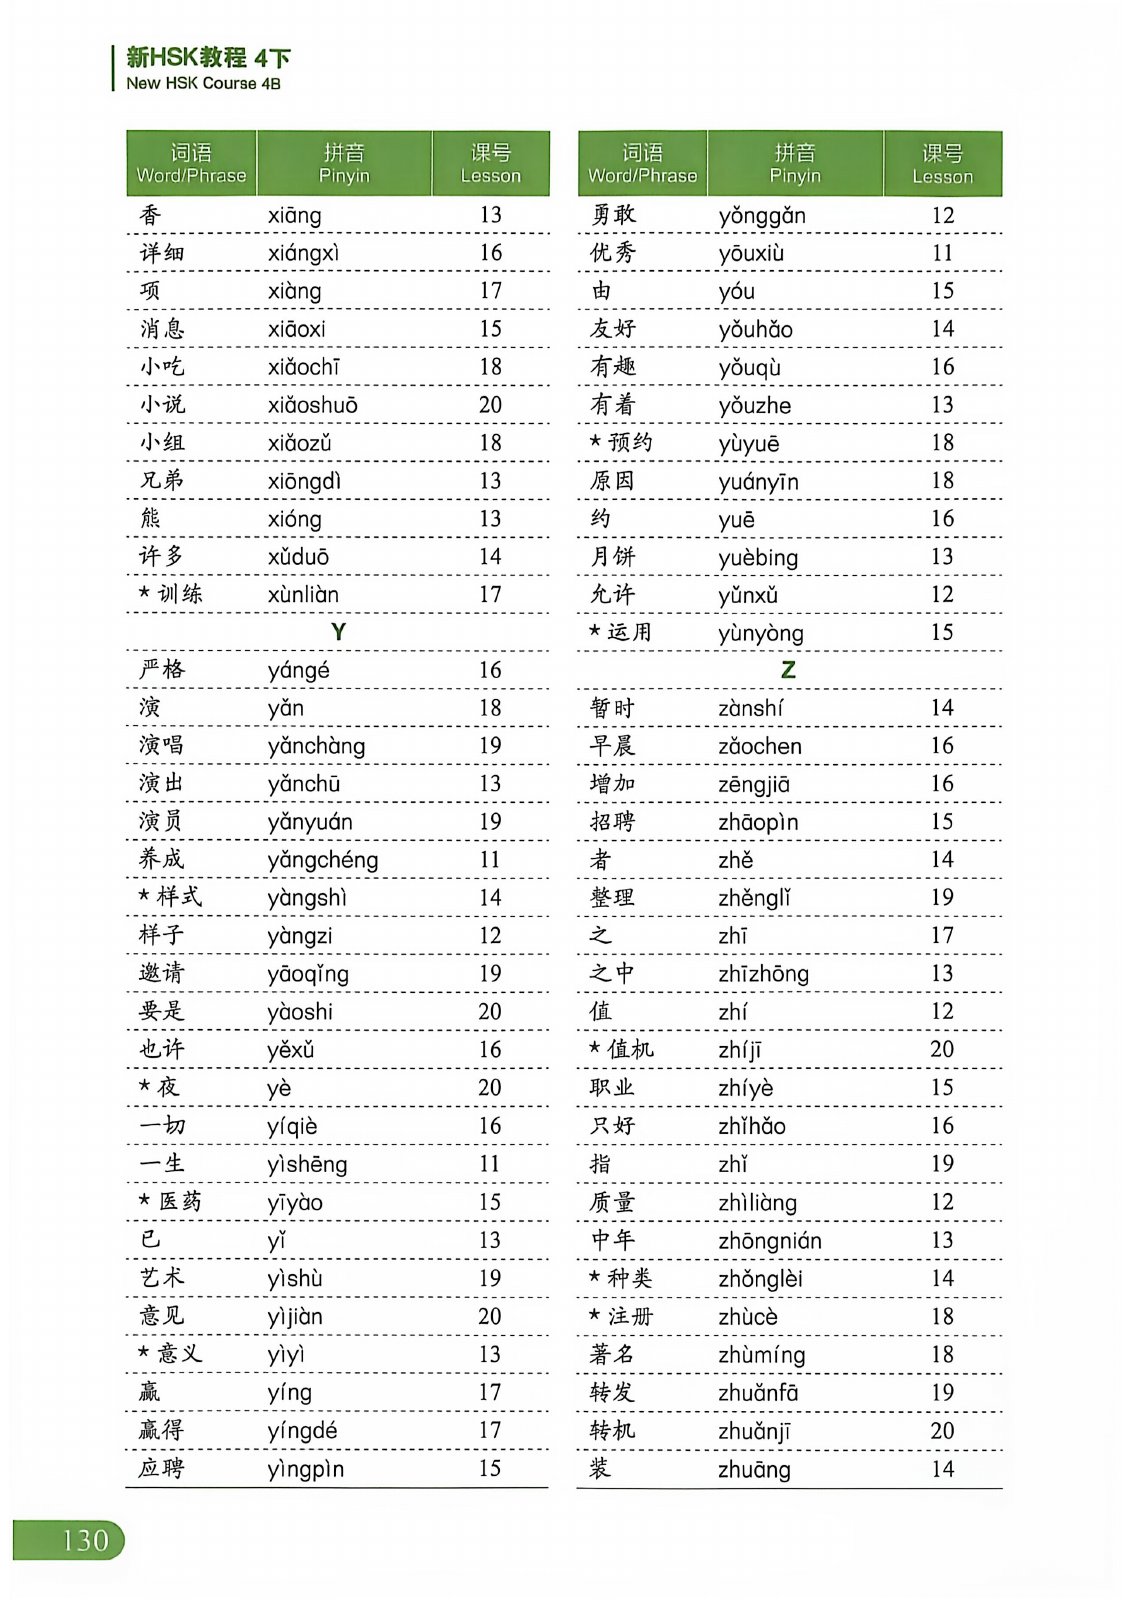 新HSK教程 4下
New HSK Course 4B
词语 拼音 课号
Word/Phrase Pinyin Lesson
香 xiāng 13
详细 xiángxì 16
项 xiàng 17
消息 xiāoxi 15
小吃 xiǎochī 18
小说 xiǎoshuō 20
小组 xiǎozǔ 18
兄弟 xiōngdì 13
熊 xióng 13
许多 xǔduō 14
* 训练 xùnliàn 17
Y
严格 yángé 16
演 yǎn 18
演唱 yǎnchàng 19
演出 yǎnchū 13
演员 yǎnyuán 19
养成 yǎngchéng 11
* 样式 yàngshì 14
样子 yàngzi 12
邀请 yāoqǐng 19
要是 yàoshi 20
也许 yěxǔ 16
* 夜 yè 20
一切 yíqiè 16
一生 yìshēng 11
* 医药 yīyào 15
已 yǐ 13
艺术 yìshù 19
意见 yìjiàn 20
* 意义 yìyì 13
赢 yíng 17
赢得 yíngdé 17
应聘 yìngpìn 15
词语 拼音 课号
Word/Phrase Pinyin Lesson
勇敢 yǒnggǎn 12
优秀 yōuxiù 11
由 yóu 15
友好 yǒuhǎo 14
有趣 yǒuqù 16
有着 yǒuzhe 13
* 预约 yùyuē 18
原因 yuányīn 18
约 yuē 16
月饼 yuèbing 13
允许 yǔnxǔ 12
* 运用 yùnyòng 15
Z
暂时 zànshí 14
早晨 zǎochen 16
增加 zēngjiā 16
招聘 zhāopìn 15
者 zhě 14
整理 zhěnglǐ 19
之 zhī 17
之中 zhīzhōng 13
值 zhí 12
* 值机 zhíjī 20
职业 zhíyè 15
只好 zhǐhǎo 16
指 zhǐ 19
质量 zhìliàng 12
中年 zhōngnián 13
* 种类 zhǒnglèi 14
* 注册 zhùcè 18
著名 zhùmíng 18
转发 zhuǎnfā 19
转机 zhuǎnjī 20
装 zhuāng 14
130